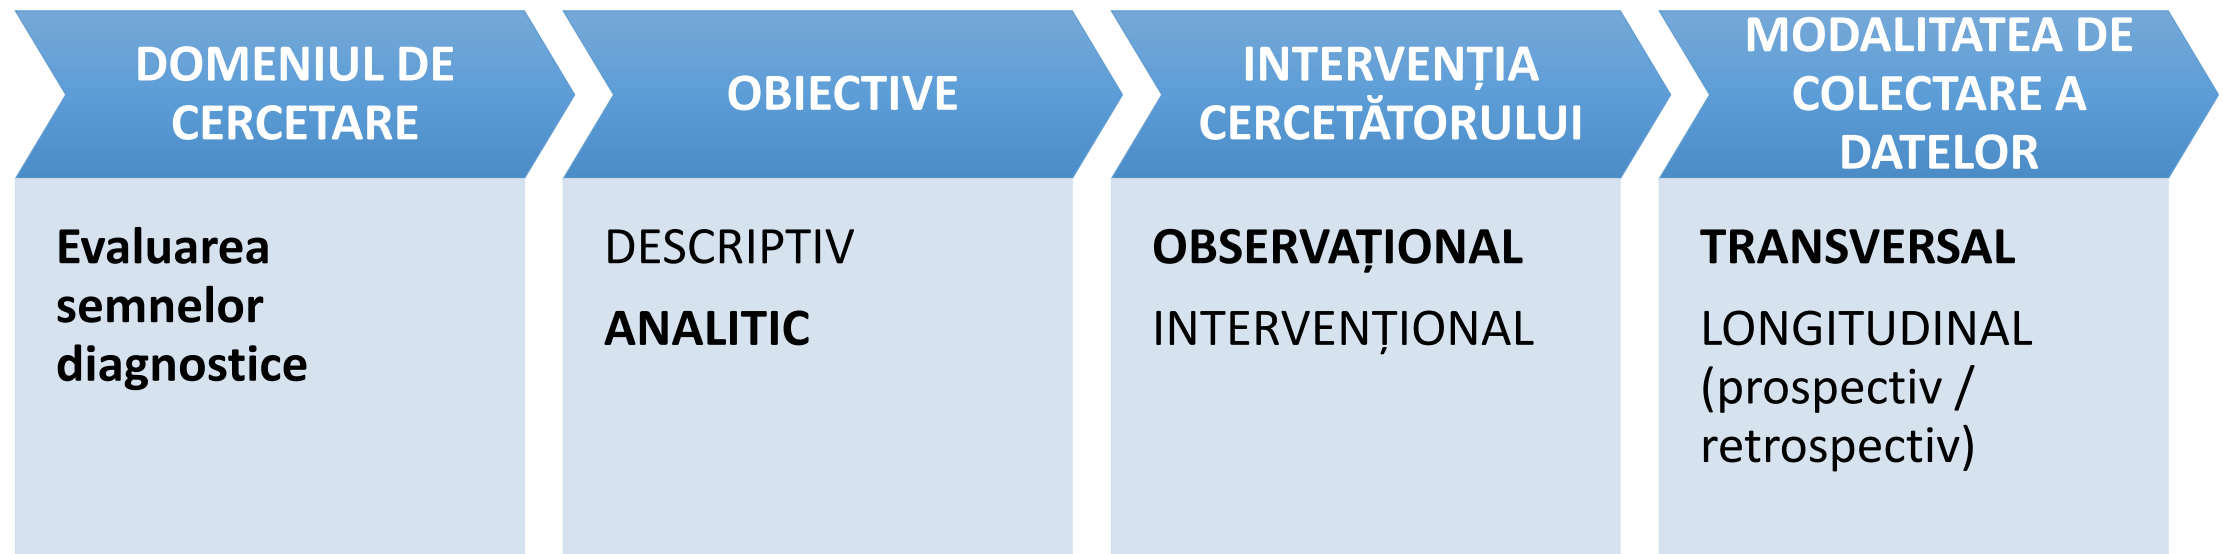 DOMENIUL DE
CERCETARE
Evaluarea
semnelor
diagnostice
OBIECTIVE
DESCRIPTIV
ANALITIC
INTERVENȚIA
CERCETĂTORULUI
OBSERVAȚIONAL
INTERVENȚIONAL
MODALITATEA DE
COLECTARE A
DATELOR
TRANSVERSAL
LONGITUDINAL
(prospectiv /
retrospectiv)